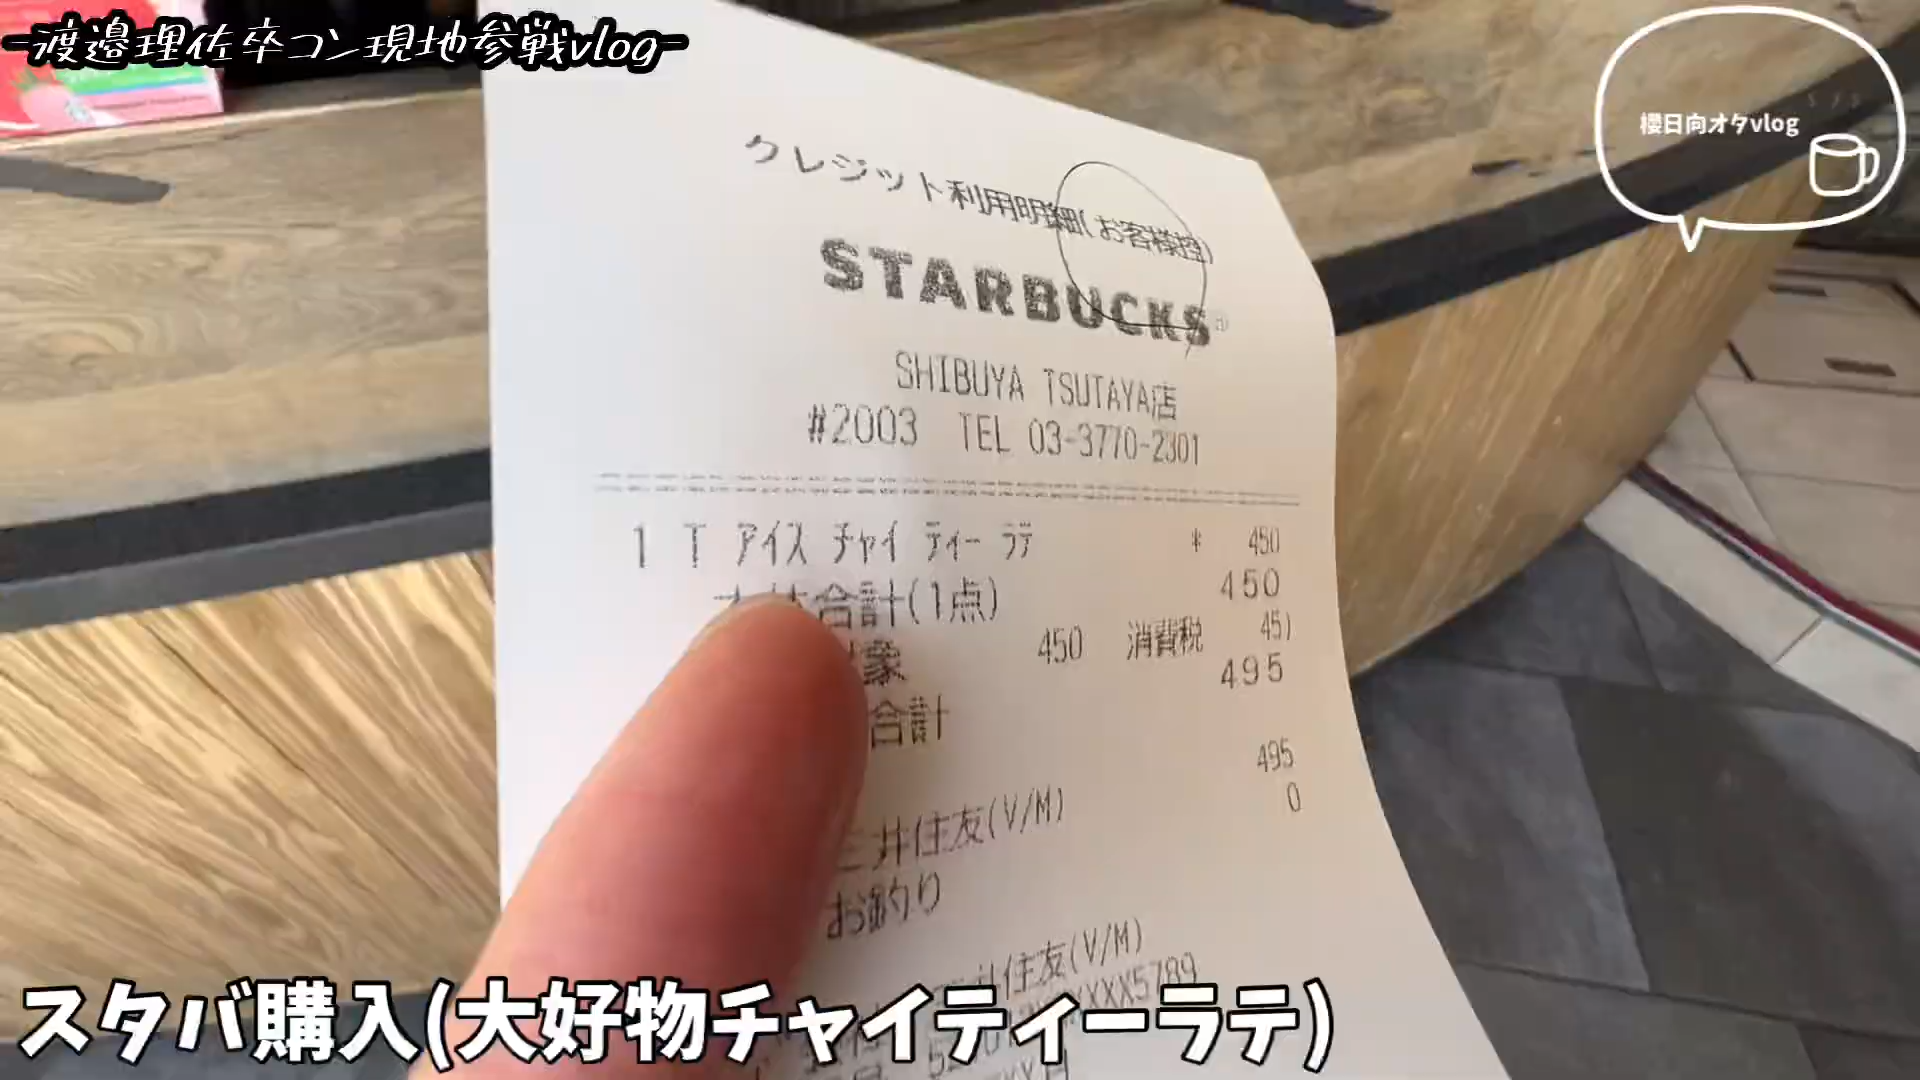 -渡邉理佐卒コン現地参戦vlog-
櫻日向オタvlog
クレジット利用明細(お客様控)
STARBUCKS
SHIBUYA TSUTAYA店
#2003 TEL 03-3770-2301
1 T アイス チャイ ティー ラテ * 450
合計(1点) 450
象 450 消費税 45)
合計 495
三井住友(V/M) 495
お釣り 0
住友(V/M)
XXXX5789
スタバ購入(大好物チャイティーラテ)